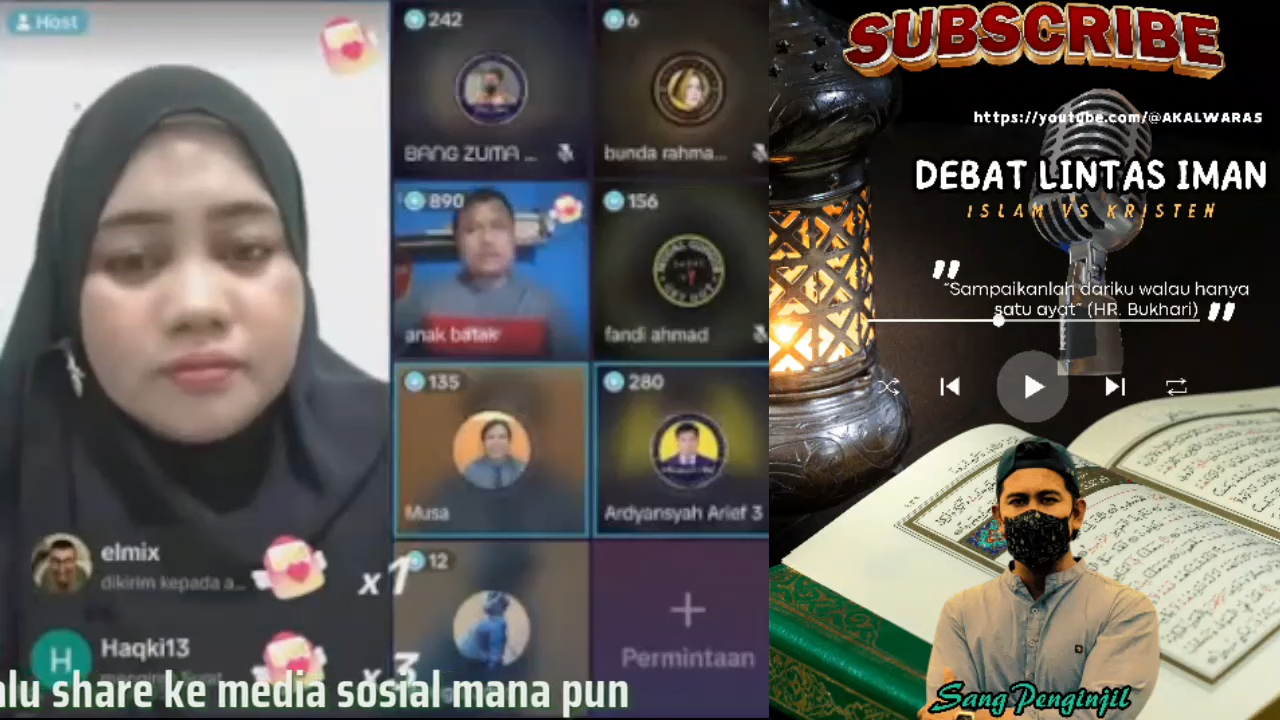 Host
242
BANG ZUMA ...
6
bunda rahma...
890
anak batak
156
fandi ahmad
135
Musa
280
Ardyansyah Arief 3
12
Permintaan
elmix
dikirim kepada a...
x 1
H
Haqki13
x 3
alu share ke media sosial mana pun
SUBSCRIBE
https://youtube.com/@AKALWARAS
DEBAT LINTAS IMAN
ISLAM VS KRISTEN
"Sampaikanlah dariku walau hanya
satu ayat" (HR. Bukhari)
Sang Penginjil